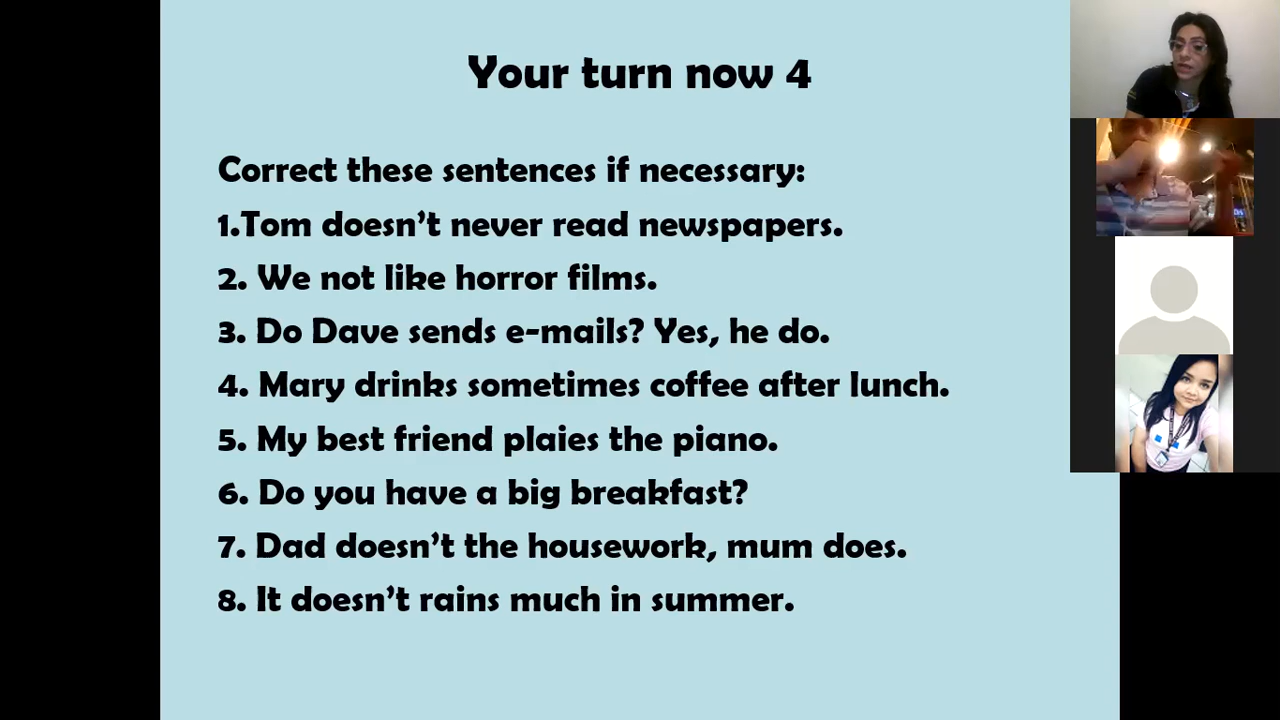 Your turn now 4
Correct these sentences if necessary:
1.Tom doesn't never read newspapers.
2. We not like horror films.
3. Do Dave sends e-mails? Yes, he do.
4. Mary drinks sometimes coffee after lunch.
5. My best friend plaies the piano.
6. Do you have a big breakfast?
7. Dad doesn't the housework, mum does.
8. It doesn't rains much in summer.